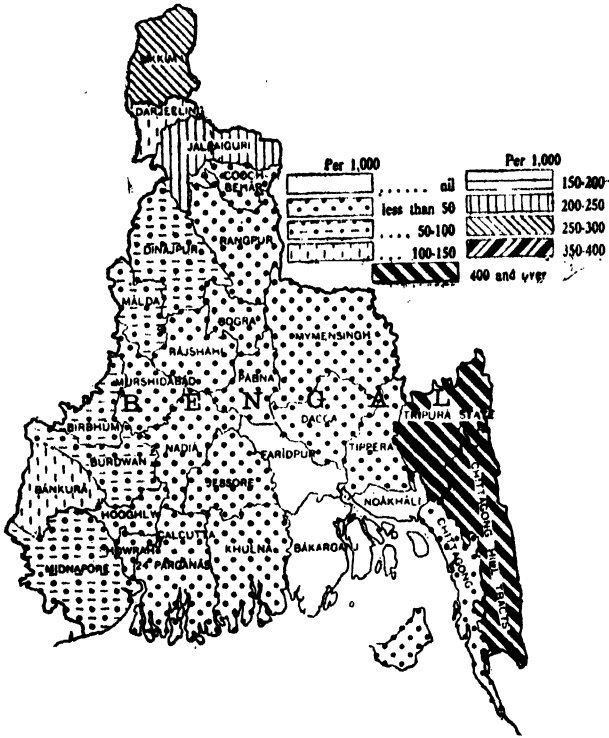 SIKKIM
DARJEELING
JALPAIGURI
COOCH-
BEHAR
Per 1,000
Per 1,000
..... nil
150-200
less than 50
200-250
.... 50-100
250-300
.... 100-150
350-400
400 and over
RANGPUR
DINAJPUR
MALDA
BOGRA
MYMENSINGH
RAJSHAHI
MURSHIDABAD
PABNA
BENGAL
TRIPURA STATE
DACCA
BIRBHUM
NADIA
FARIDPUR
TIPPERA
BURDWAN
BANKURA
JESSORE
NOAKHALI
CHITTAGONG HILL TRACTS
HOOGHLY
HOWRAH
CALCUTTA
KHULNA
BAKARGANJ
CHITTAGONG
MIDNAPORE
24 PARGANAS